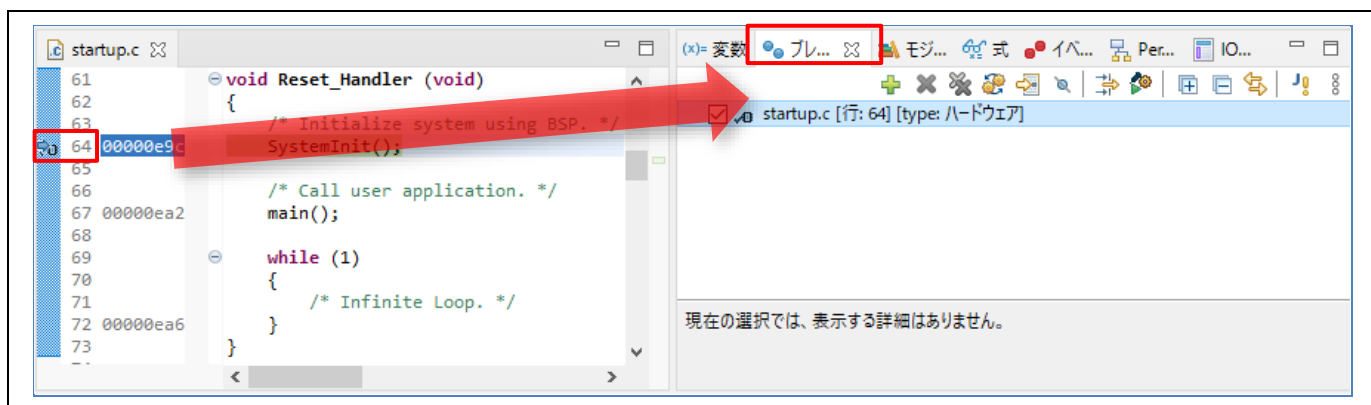 startup.c
61 void Reset_Handler (void)
62 {
63 /* Initialize system using BSP. */
64 00000e9c SystemInit();
65
66 /* Call user application. */
67 00000ea2 main();
68
69 while (1)
70 {
71 /* Infinite Loop. */
72 00000ea6 }
73 }
(x)= 変数 ブレ... モジ... 式 イベ... Per... IO...
startup.c [行: 64] [type: ハードウェア]
現在の選択では、表示する詳細はありません。